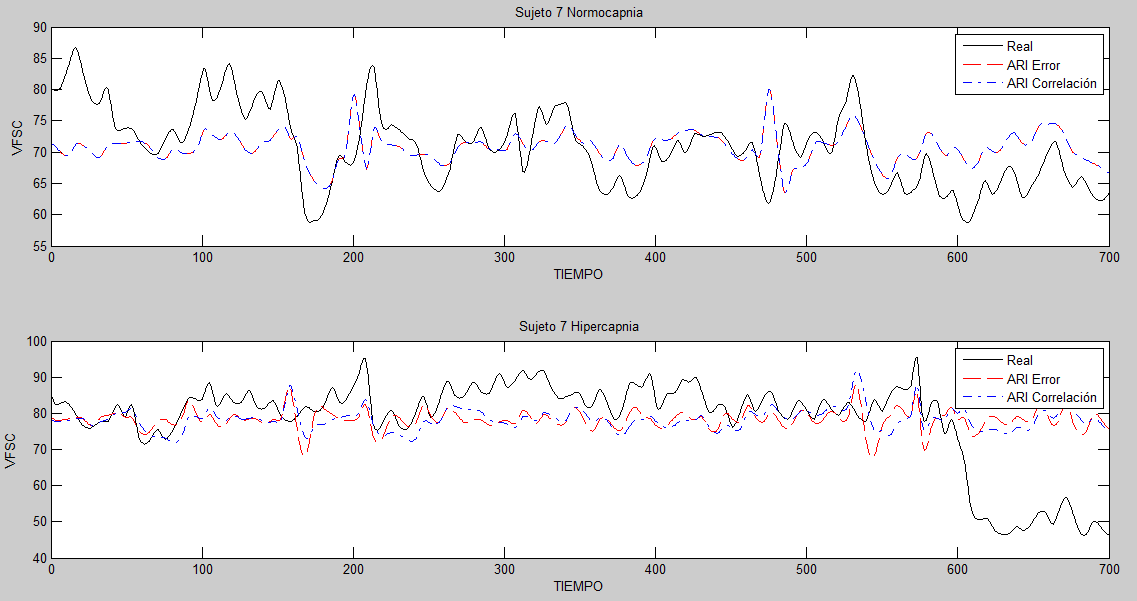 Sujeto 7 Normocapnia
90
85
80
75
70
65
60
55
VFSC
0 100 200 300 400 500 600 700
TIEMPO
Real
ARI Error
ARI Correlación
Sujeto 7 Hipercapnia
100
90
80
70
60
50
40
VFSC
0 100 200 300 400 500 600 700
TIEMPO
Real
ARI Error
ARI Correlación